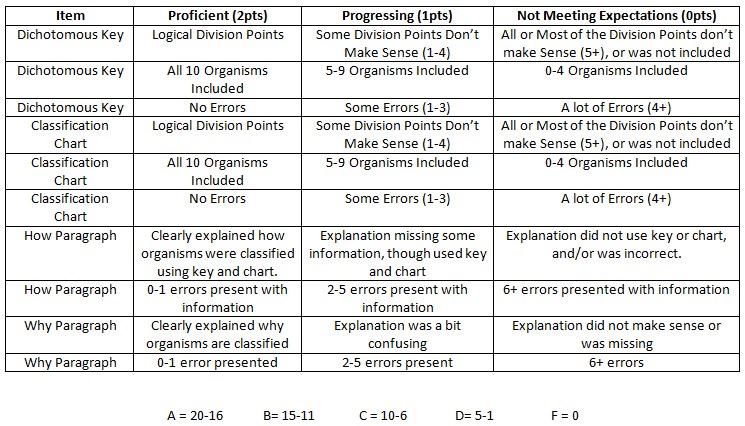 Item Proficient (2pts) Progressing (1pts) Not Meeting Expectations (0pts)
Dichotomous Key Logical Division Points Some Division Points Don't All or Most of the Division Points don't
Make Sense (1-4) make Sense (5+), or was not included
Dichotomous Key All 10 Organisms 5-9 Organisms Included 0-4 Organisms Included
Included
Dichotomous Key No Errors Some Errors (1-3) A lot of Errors (4+)
Classification Logical Division Points Some Division Points Don't All or Most of the Division Points don't
Chart Make Sense (1-4) make Sense (5+), or was not included
Classification All 10 Organisms 5-9 Organisms Included 0-4 Organisms Included
Chart Included
Classification No Errors Some Errors (1-3) A lot of Errors (4+)
Chart
How Paragraph Clearly explained how Explanation missing some Explanation did not use key or chart,
organisms were classified information, though used key and/or was incorrect.
using key and chart. and chart
How Paragraph 0-1 errors present with 2-5 errors present with 6+ errors presented with information
information information
Why Paragraph Clearly explained why Explanation was a bit Explanation did not make sense or
organisms are classified confusing was missing
Why Paragraph 0-1 error presented 2-5 errors present 6+ errors
A = 20-16 B= 15-11 C = 10-6 D= 5-1 F = 0